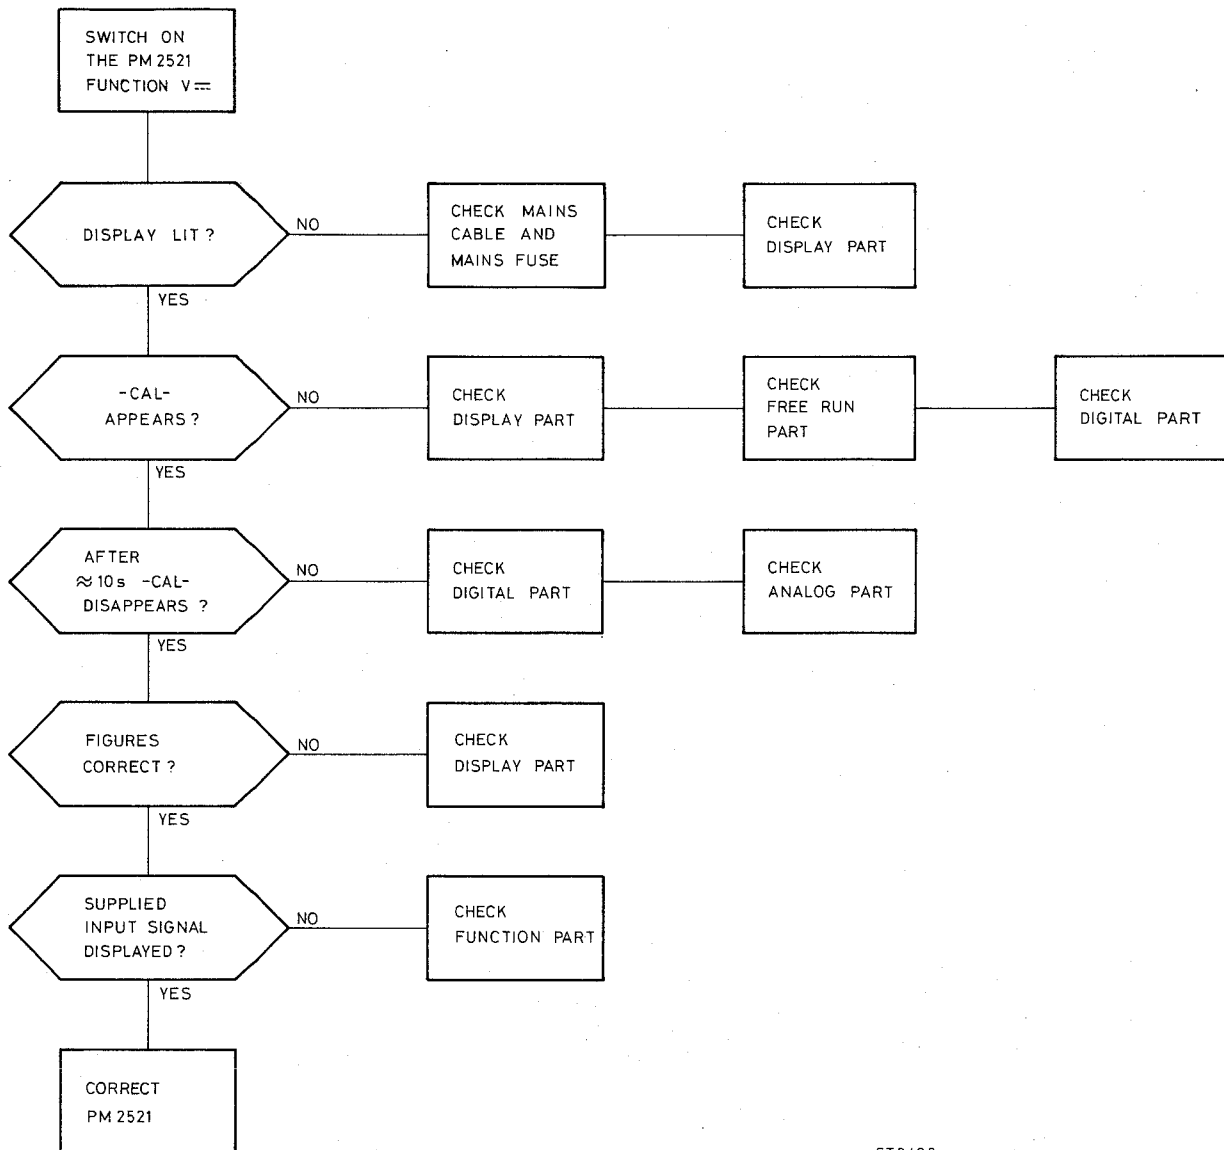 SWITCH ON
THE PM 2521
FUNCTION V⎓
DISPLAY LIT ?
NO
CHECK MAINS
CABLE AND
MAINS FUSE
CHECK
DISPLAY PART
YES
-CAL-
APPEARS ?
NO
CHECK
DISPLAY PART
CHECK
FREE RUN
PART
CHECK
DIGITAL PART
YES
AFTER
≈ 10 s -CAL-
DISAPPEARS ?
NO
CHECK
DIGITAL PART
CHECK
ANALOG PART
YES
FIGURES
CORRECT ?
NO
CHECK
DISPLAY PART
YES
SUPPLIED
INPUT SIGNAL
DISPLAYED ?
NO
CHECK
FUNCTION PART
YES
CORRECT
PM 2521